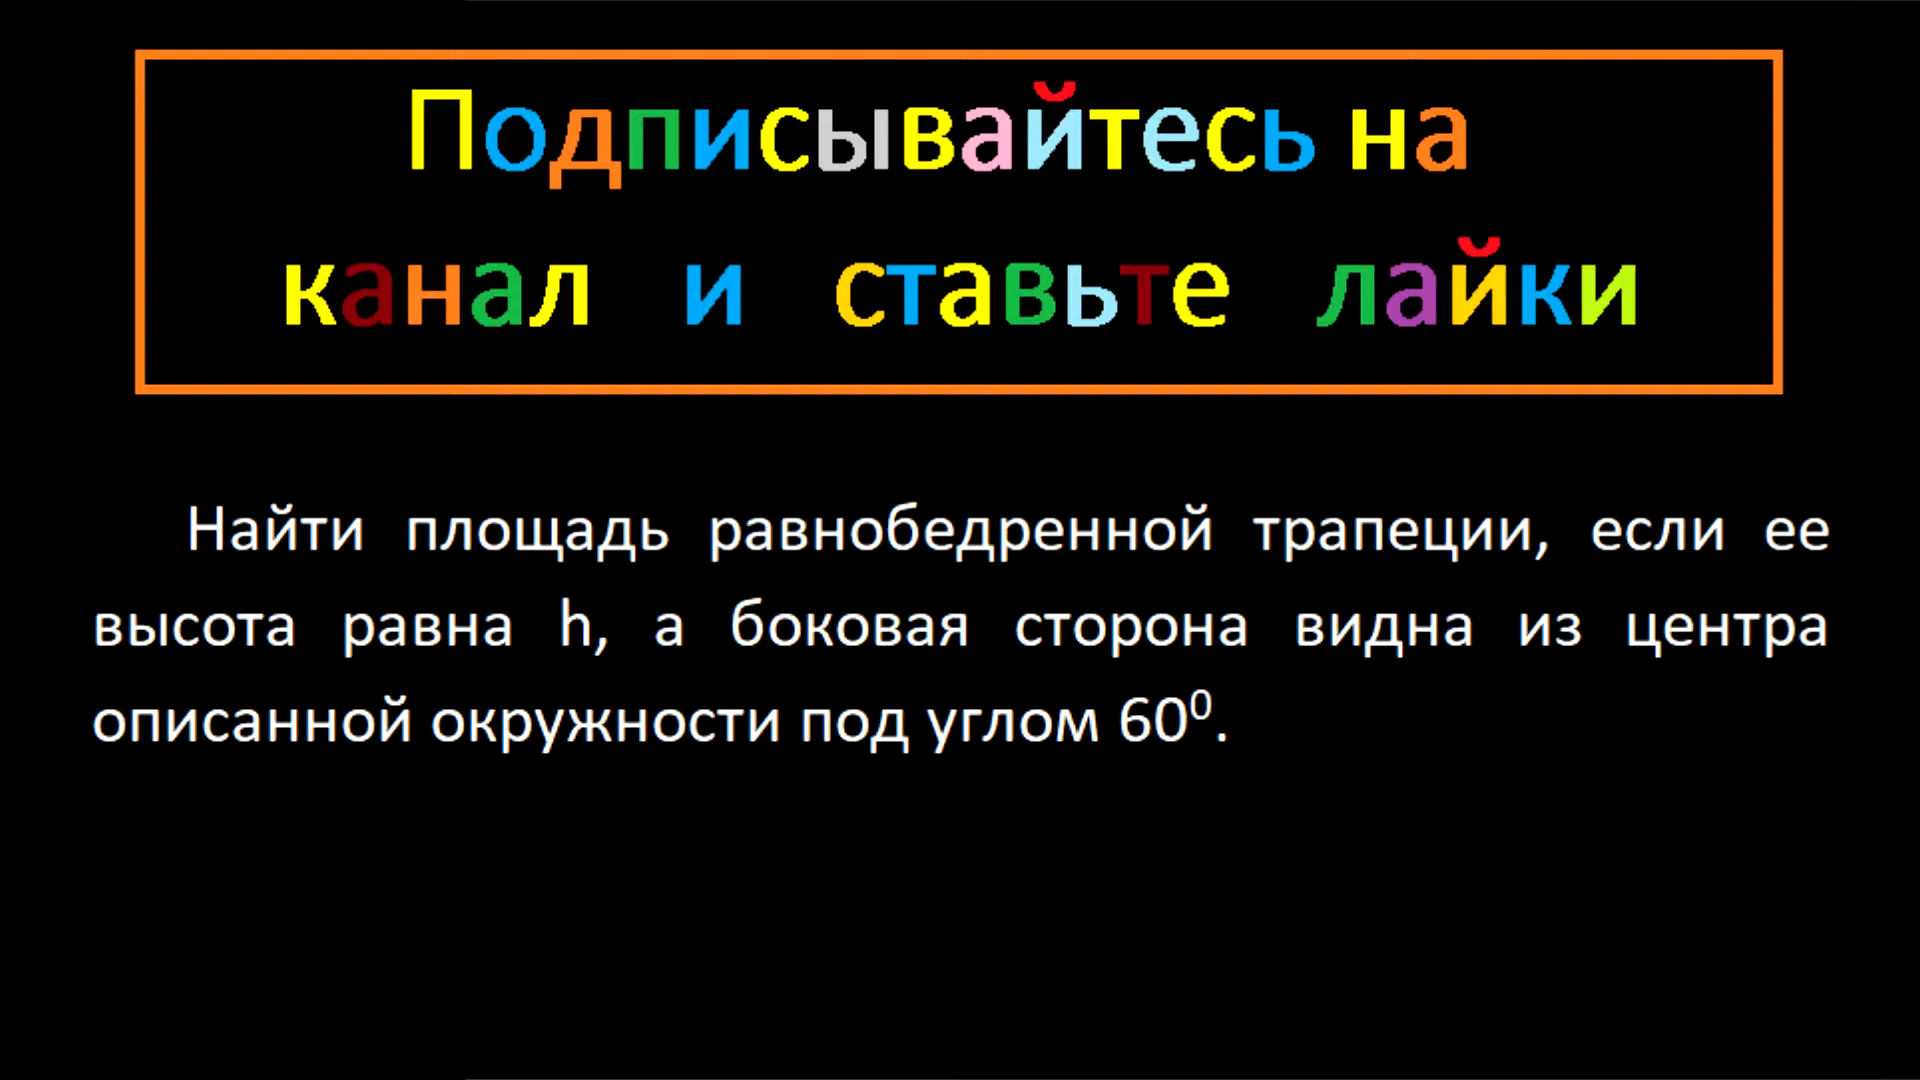 Подписывайтесь на
канал и ставьте лайки
Найти площадь равнобедренной трапеции, если ее
высота равна h, а боковая сторона видна из центра
описанной окружности под углом 60⁰.